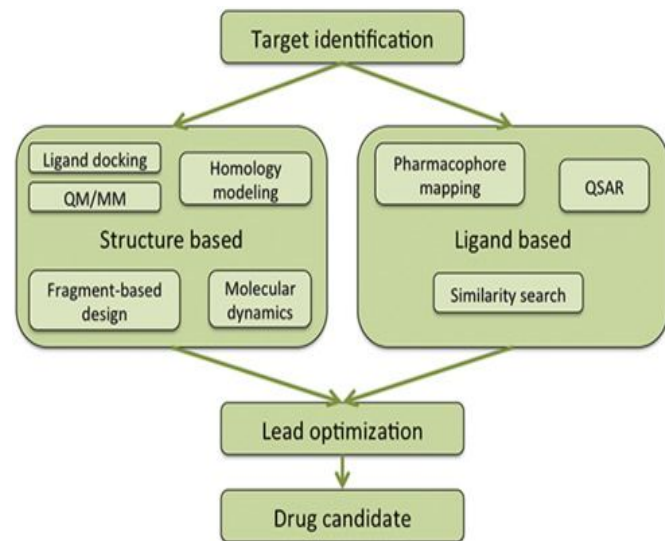 Target identification
Ligand docking
QM/MM
Homology
modeling
Structure based
Fragment-based
design
Molecular
dynamics
Pharmacophore
mapping
QSAR
Ligand based
Similarity search
Lead optimization
Drug candidate